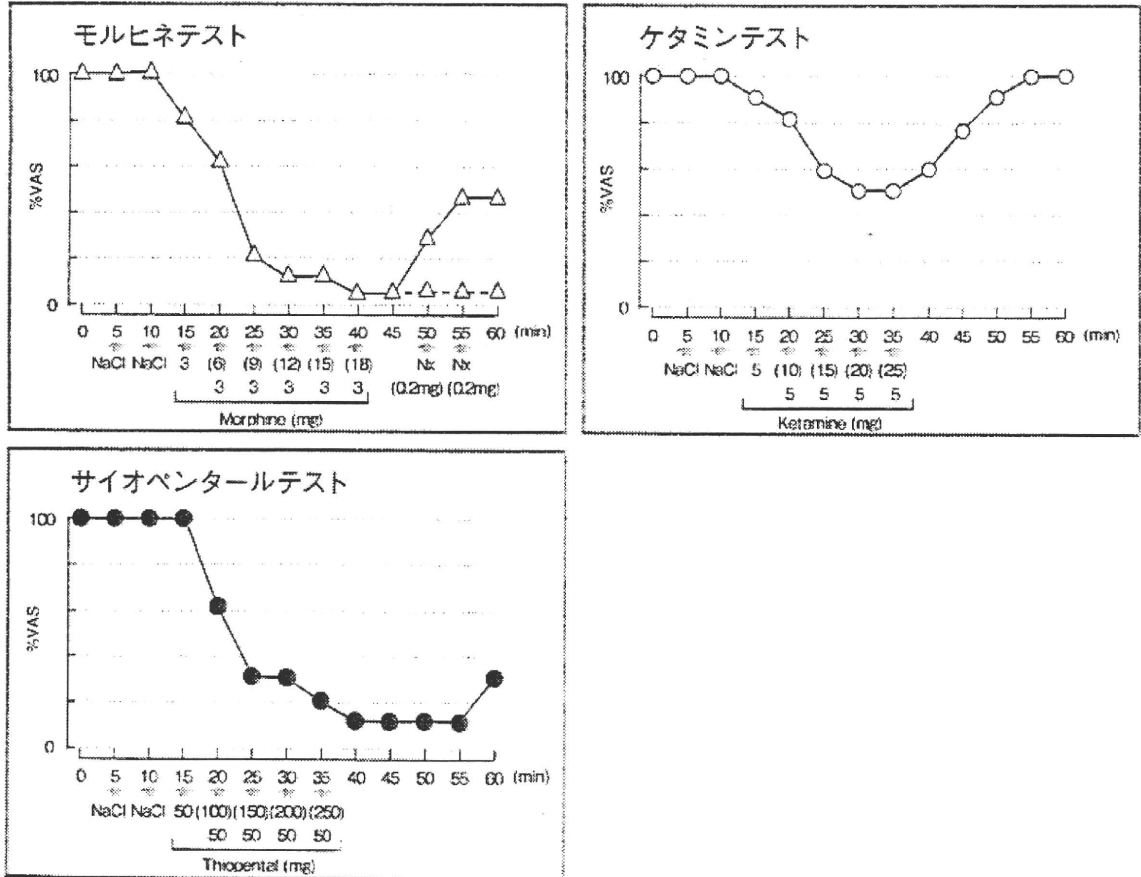 モルヒネテスト
100
%VAS
0
0 5 10 15 20 25 30 35 40 45 50 55 60 (min)
NaCl NaCl 3 (6) (9) (12) (15) (18) Nx Nx
3 3 3 3 3 (0.2mg) (0.2mg)
Morphine (mg)
ケタミンテスト
100
%VAS
0
0 5 10 15 20 25 30 35 40 45 50 55 60 (min)
NaCl NaCl 5 (10) (15) (20) (25)
5 5 5 5
Ketamine (mg)
サイオペンタールテスト
100
%VAS
0
0 5 10 15 20 25 30 35 40 45 50 55 60 (min)
NaCl NaCl 50 (100) (150) (200) (250)
50 50 50 50
Thiopental (mg)